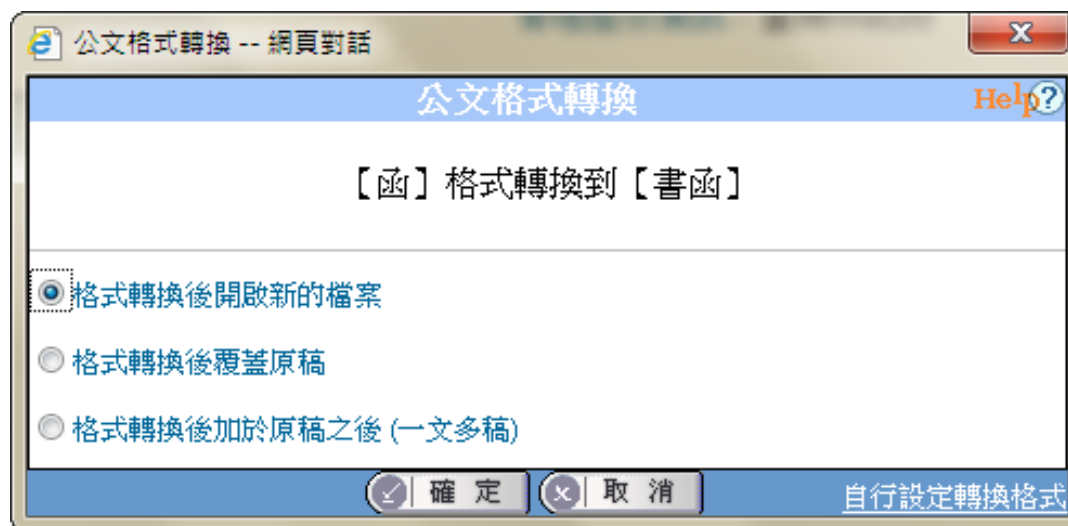 公文格式轉換 -- 網頁對話
公文格式轉換 Help?
【函】格式轉換到【書函】
格式轉換後開啟新的檔案
格式轉換後覆蓋原稿
格式轉換後加於原稿之後 (一文多稿)
確 定 取 消 自行設定轉換格式